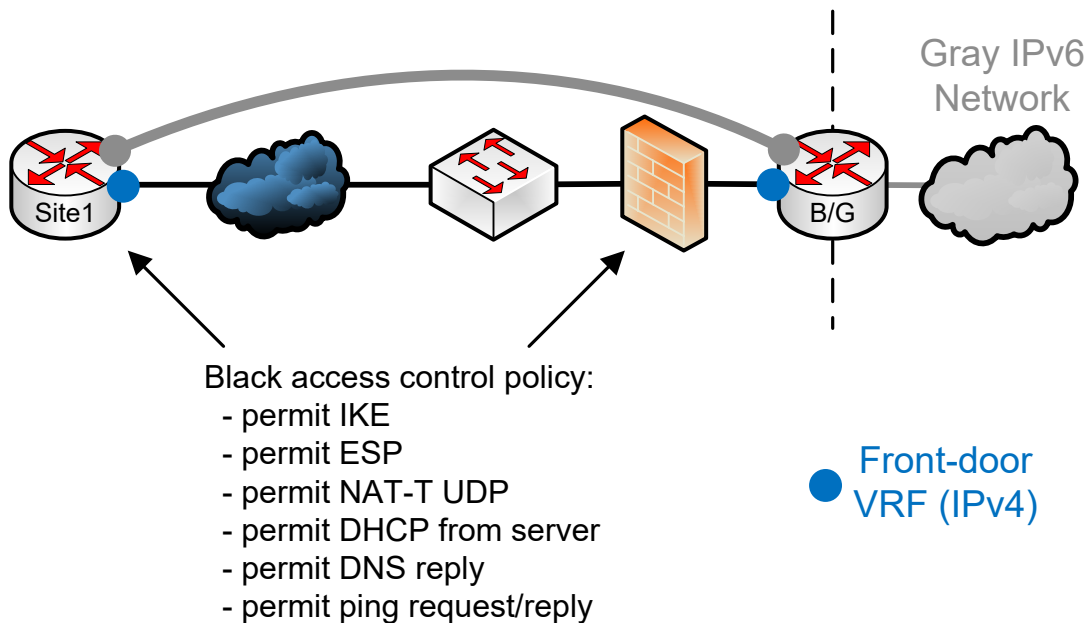 Gray IPv6
Network
Site1
B/G
Black access control policy:
- permit IKE
- permit ESP
- permit NAT-T UDP
- permit DHCP from server
- permit DNS reply
- permit ping request/reply
Front-door
VRF (IPv4)